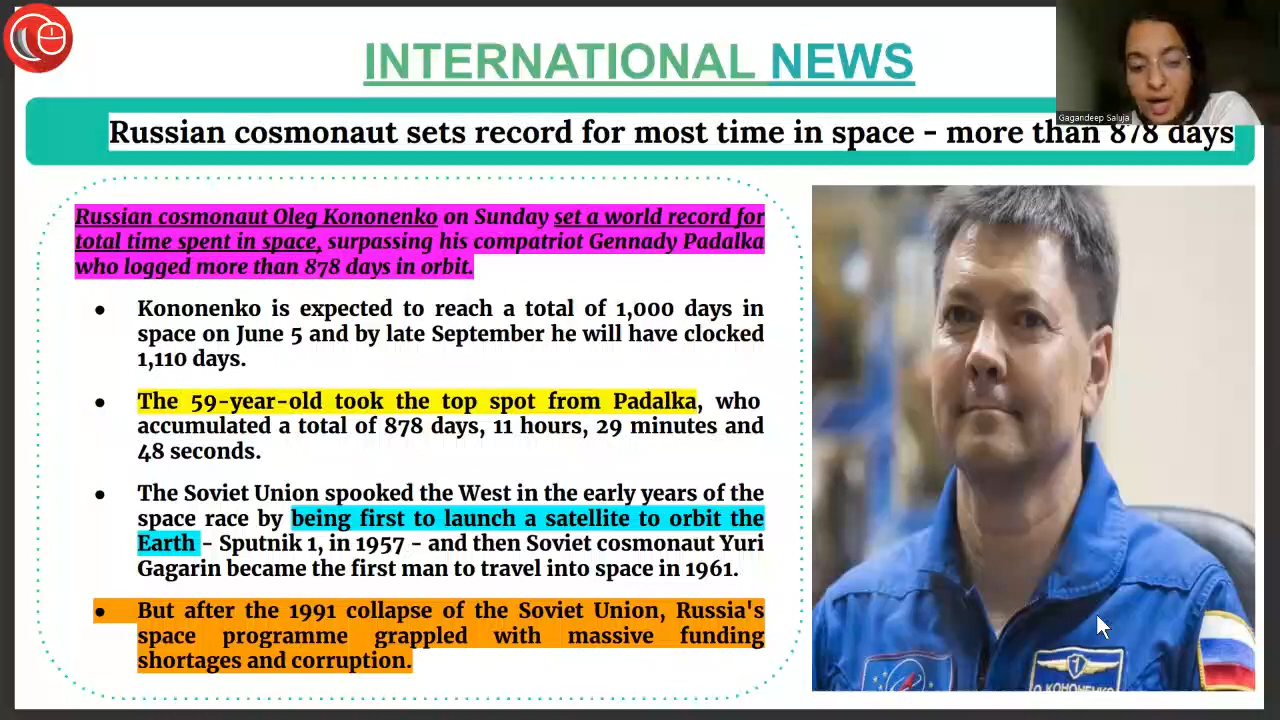 INTERNATIONAL NEWS
Gagandeep Saluja
Russian cosmonaut sets record for most time in space - more than 878 days
Russian cosmonaut Oleg Kononenko on Sunday set a world record for
total time spent in space, surpassing his compatriot Gennady Padalka
who logged more than 878 days in orbit.
● Kononenko is expected to reach a total of 1,000 days in
space on June 5 and by late September he will have clocked
1,110 days.
● The 59-year-old took the top spot from Padalka, who
accumulated a total of 878 days, 11 hours, 29 minutes and
48 seconds.
● The Soviet Union spooked the West in the early years of the
space race by being first to launch a satellite to orbit the
Earth - Sputnik 1, in 1957 - and then Soviet cosmonaut Yuri
Gagarin became the first man to travel into space in 1961.
● But after the 1991 collapse of the Soviet Union, Russia's
space programme grappled with massive funding
shortages and corruption.